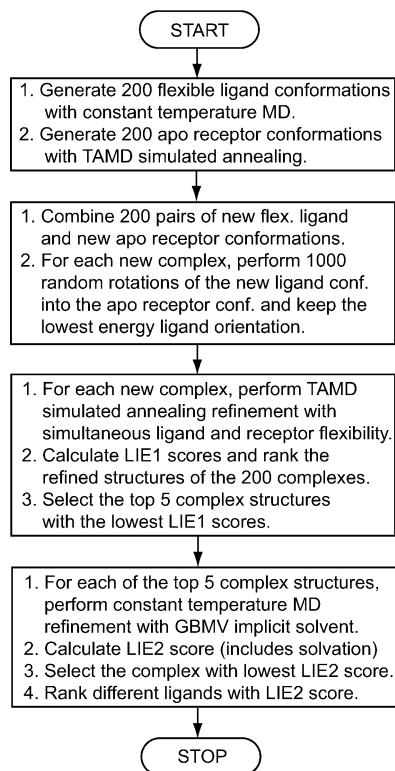 START
1. Generate 200 flexible ligand conformations
with constant temperature MD.
2. Generate 200 apo receptor conformations
with TAMD simulated annealing.
1. Combine 200 pairs of new flex. ligand
and new apo receptor conformations.
2. For each new complex, perform 1000
random rotations of the new ligand conf.
into the apo receptor conf. and keep the
lowest energy ligand orientation.
1. For each new complex, perform TAMD
simulated annealing refinement with
simultaneous ligand and receptor flexibility.
2. Calculate LIE1 scores and rank the
refined structures of the 200 complexes.
3. Select the top 5 complex structures
with the lowest LIE1 scores.
1. For each of the top 5 complex structures,
perform constant temperature MD
refinement with GBMV implicit solvent.
2. Calculate LIE2 score (includes solvation)
3. Select the complex with lowest LIE2 score.
4. Rank different ligands with LIE2 score.
STOP